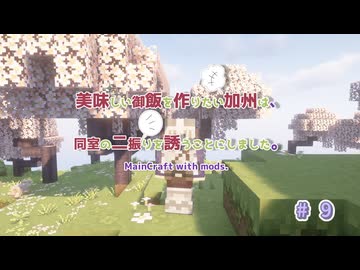 美味しい御飯を作りたい加州は、
同室の二振りを誘うことにしました。
MainCraft with mods.
# 9